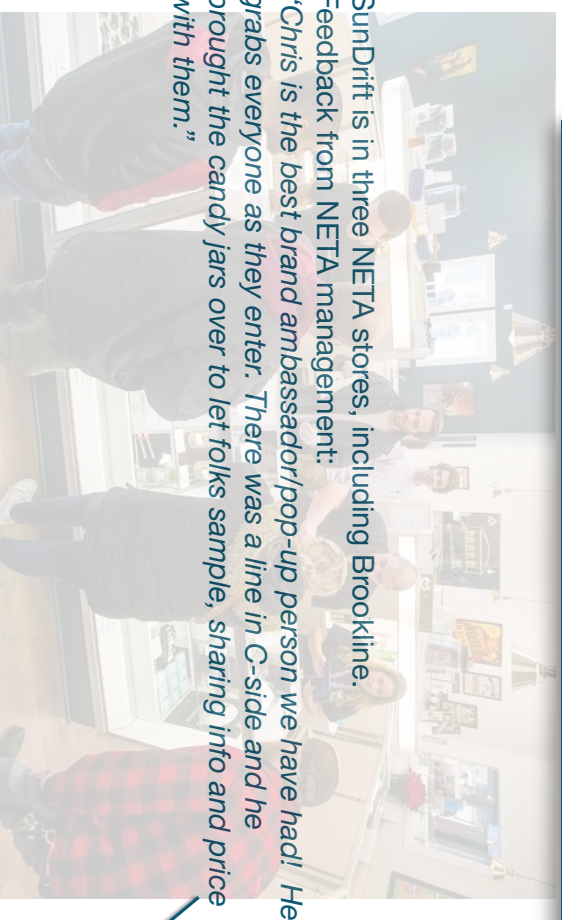 SunDrift is in three NETA stores, including Brookline.
Feedback from NETA management:
“Chris is the best brand ambassador/pop-up person we have had! He
grabs everyone as they enter. There was a line in C-side and he
brought the candy jars over to let folks sample, sharing info and price
with them.”